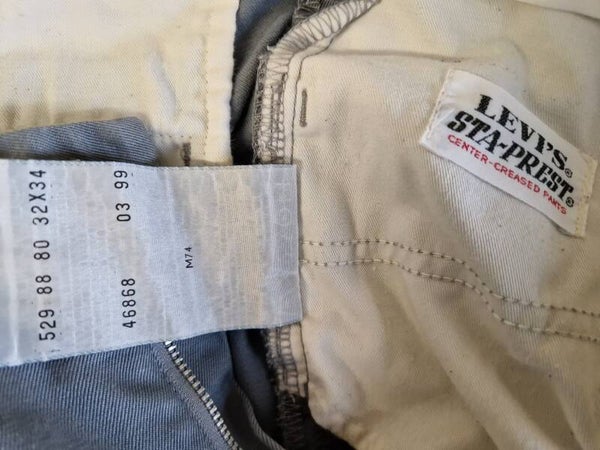 529 88 80 32X34
46868 03 99
M74
LEVI'S®
STA-PREST®
CENTER-CREASED PANTS